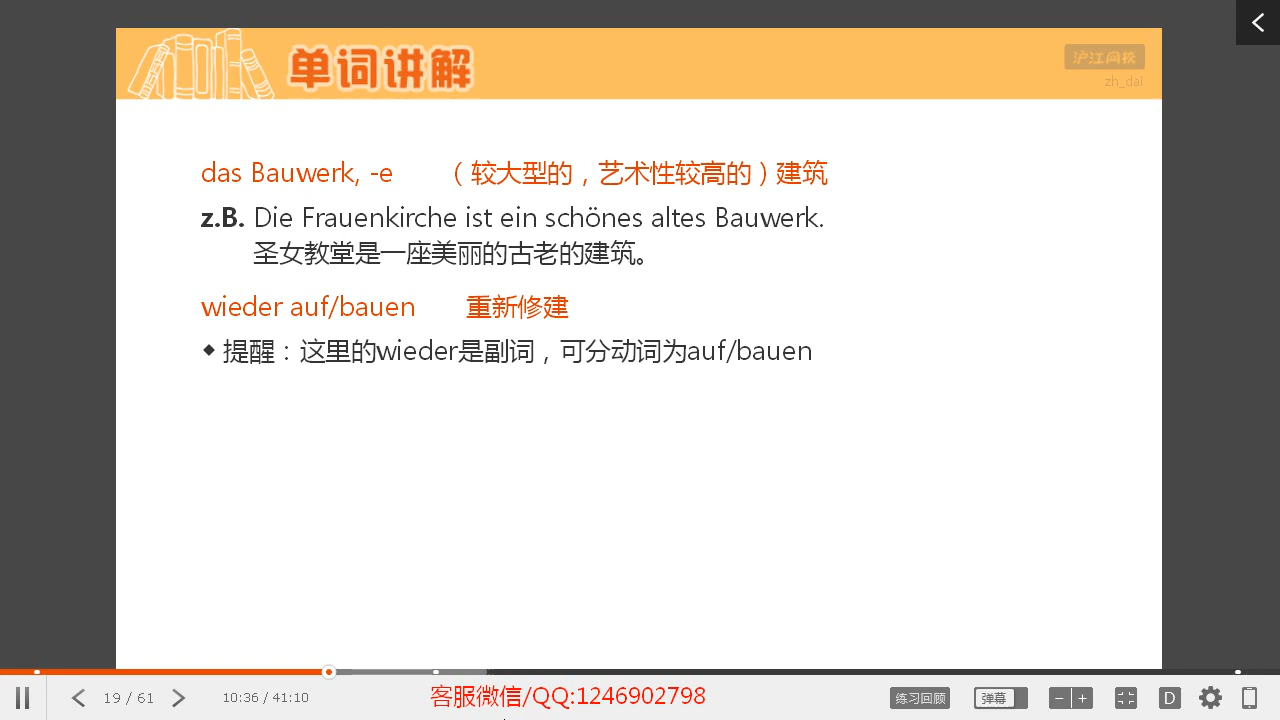 单词讲解
沪江网校
zh_dai
das Bauwerk, -e （较大型的，艺术性较高的）建筑
z.B. Die Frauenkirche ist ein schönes altes Bauwerk.
圣女教堂是一座美丽的古老的建筑。
wieder auf/bauen 重新修建
◆ 提醒：这里的wieder是副词，可分动词为auf/bauen
19 / 61
10:36 / 41:10
客服微信/QQ:1246902798
练习回顾
弹幕
D